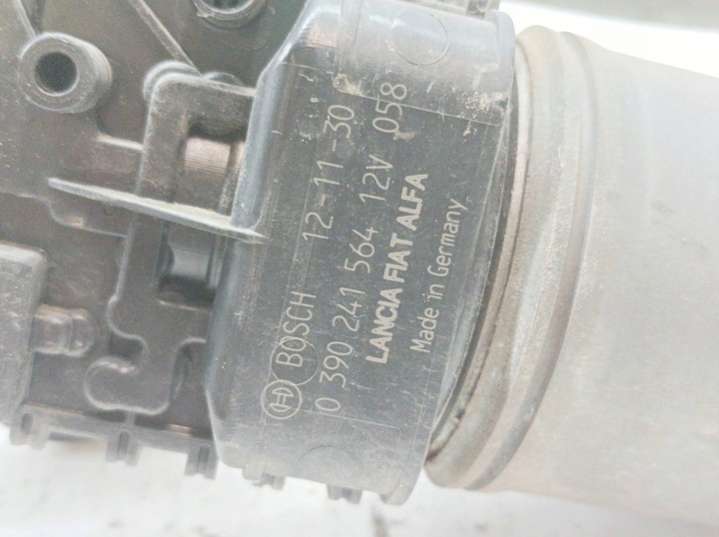 BOSCH 12-11-30
0 390 241 564 12V 058
LANCIA FIAT ALFA
Made in Germany